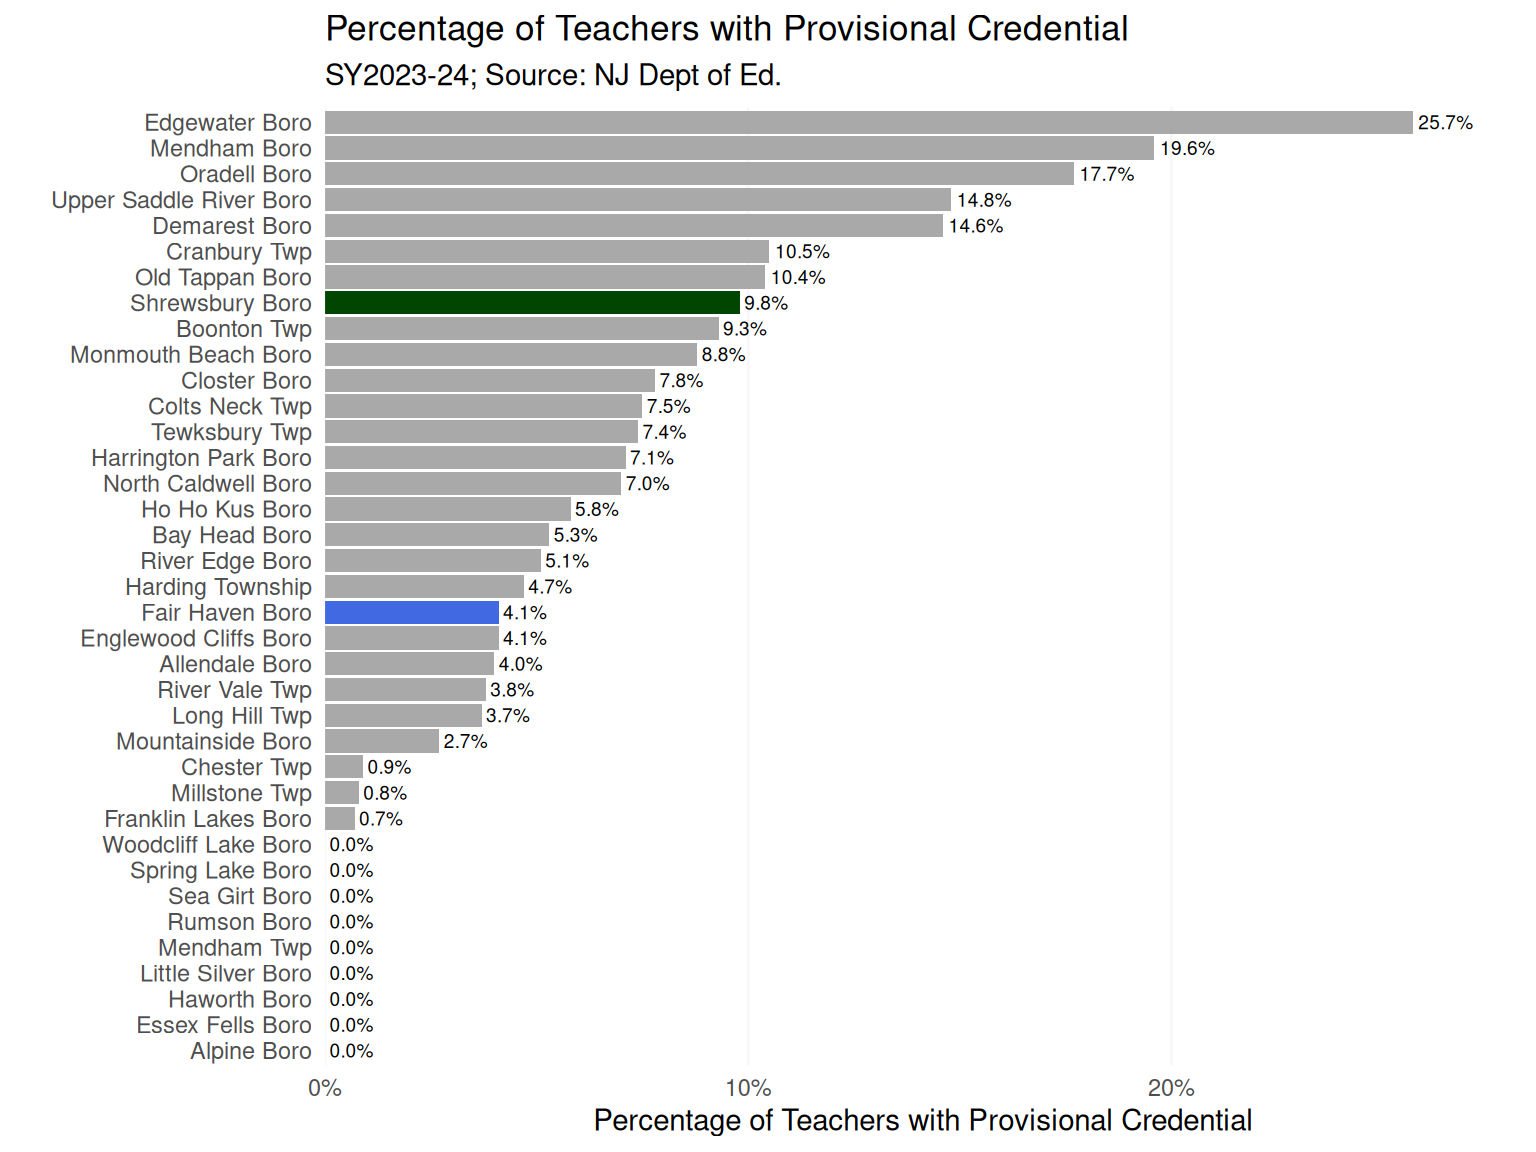 Percentage of Teachers with Provisional Credential
SY2023-24; Source: NJ Dept of Ed.
Edgewater Boro 25.7%
Mendham Boro 19.6%
Oradell Boro 17.7%
Upper Saddle River Boro 14.8%
Demarest Boro 14.6%
Cranbury Twp 10.5%
Old Tappan Boro 10.4%
Shrewsbury Boro 9.8%
Boonton Twp 9.3%
Monmouth Beach Boro 8.8%
Closter Boro 7.8%
Colts Neck Twp 7.5%
Tewksbury Twp 7.4%
Harrington Park Boro 7.1%
North Caldwell Boro 7.0%
Ho Ho Kus Boro 5.8%
Bay Head Boro 5.3%
River Edge Boro 5.1%
Harding Township 4.7%
Fair Haven Boro 4.1%
Englewood Cliffs Boro 4.1%
Allendale Boro 4.0%
River Vale Twp 3.8%
Long Hill Twp 3.7%
Mountainside Boro 2.7%
Chester Twp 0.9%
Millstone Twp 0.8%
Franklin Lakes Boro 0.7%
Woodcliff Lake Boro 0.0%
Spring Lake Boro 0.0%
Sea Girt Boro 0.0%
Rumson Boro 0.0%
Mendham Twp 0.0%
Little Silver Boro 0.0%
Haworth Boro 0.0%
Essex Fells Boro 0.0%
Alpine Boro 0.0%
0% 10% 20%
Percentage of Teachers with Provisional Credential